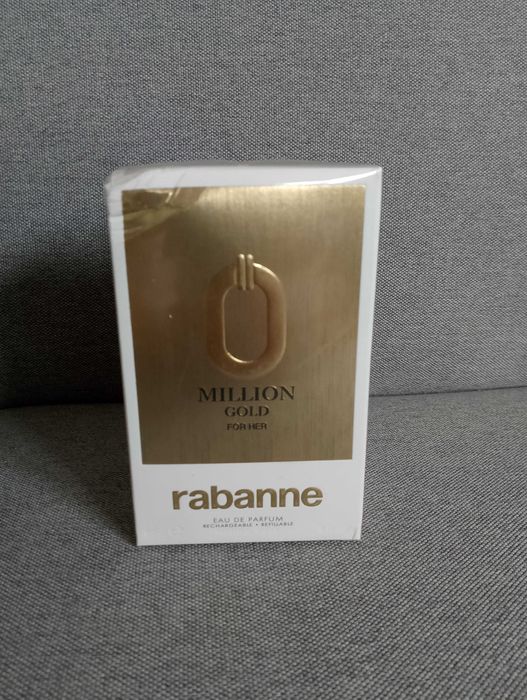 MILLION
GOLD
FOR HER
rabanne
EAU DE PARFUM
RECHARGEABLE • REFILLABLE